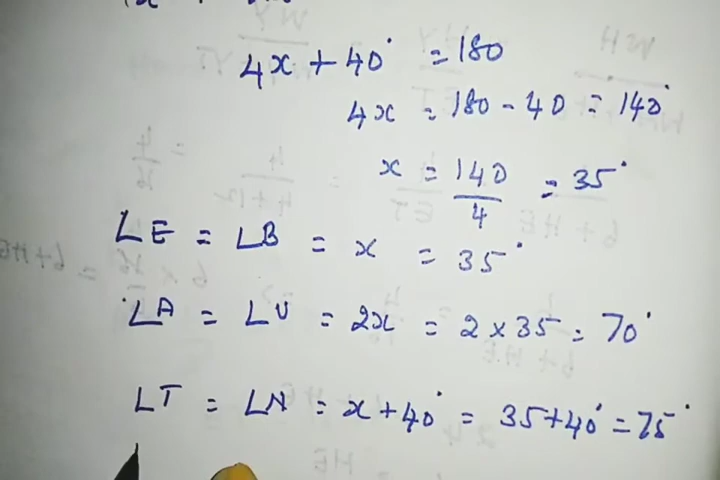 4x + 40° = 180
4x = 180 - 40 = 140°
x = 140/4 = 35°
∠E = ∠B = x = 35°
∠A = ∠U = 2x = 2 × 35 = 70°
∠T = ∠N = x + 40° = 35 + 40° = 75°